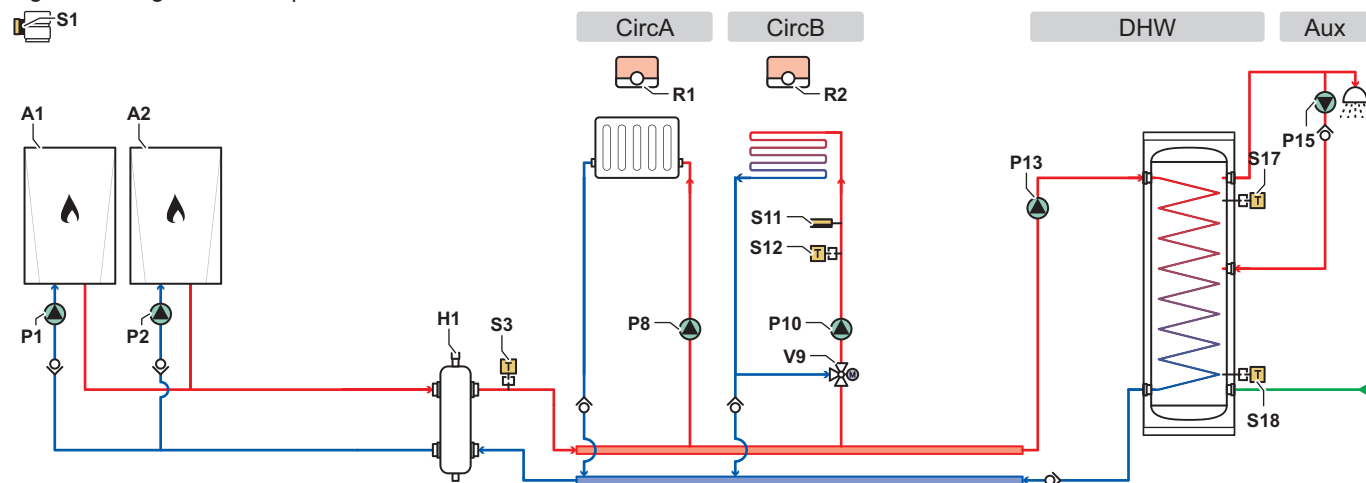 S1
CircA
CircB
DHW
Aux
R1
R2
A1
A2
P15
S17
P13
S11
S12
T
T
P1
P2
H1
S3
T
P8
P10
V9
M
T
S18